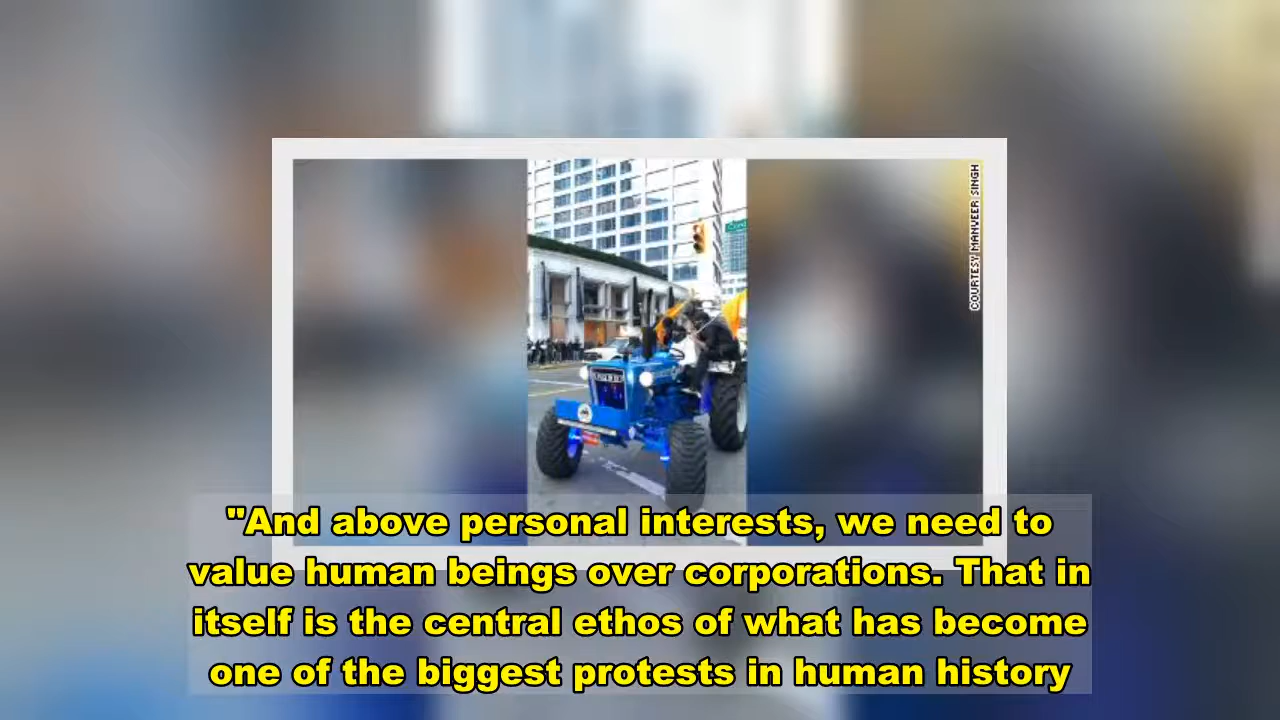 COURTESY MANVEER SINGH
"And above personal interests, we need to
value human beings over corporations. That in
itself is the central ethos of what has become
one of the biggest protests in human history